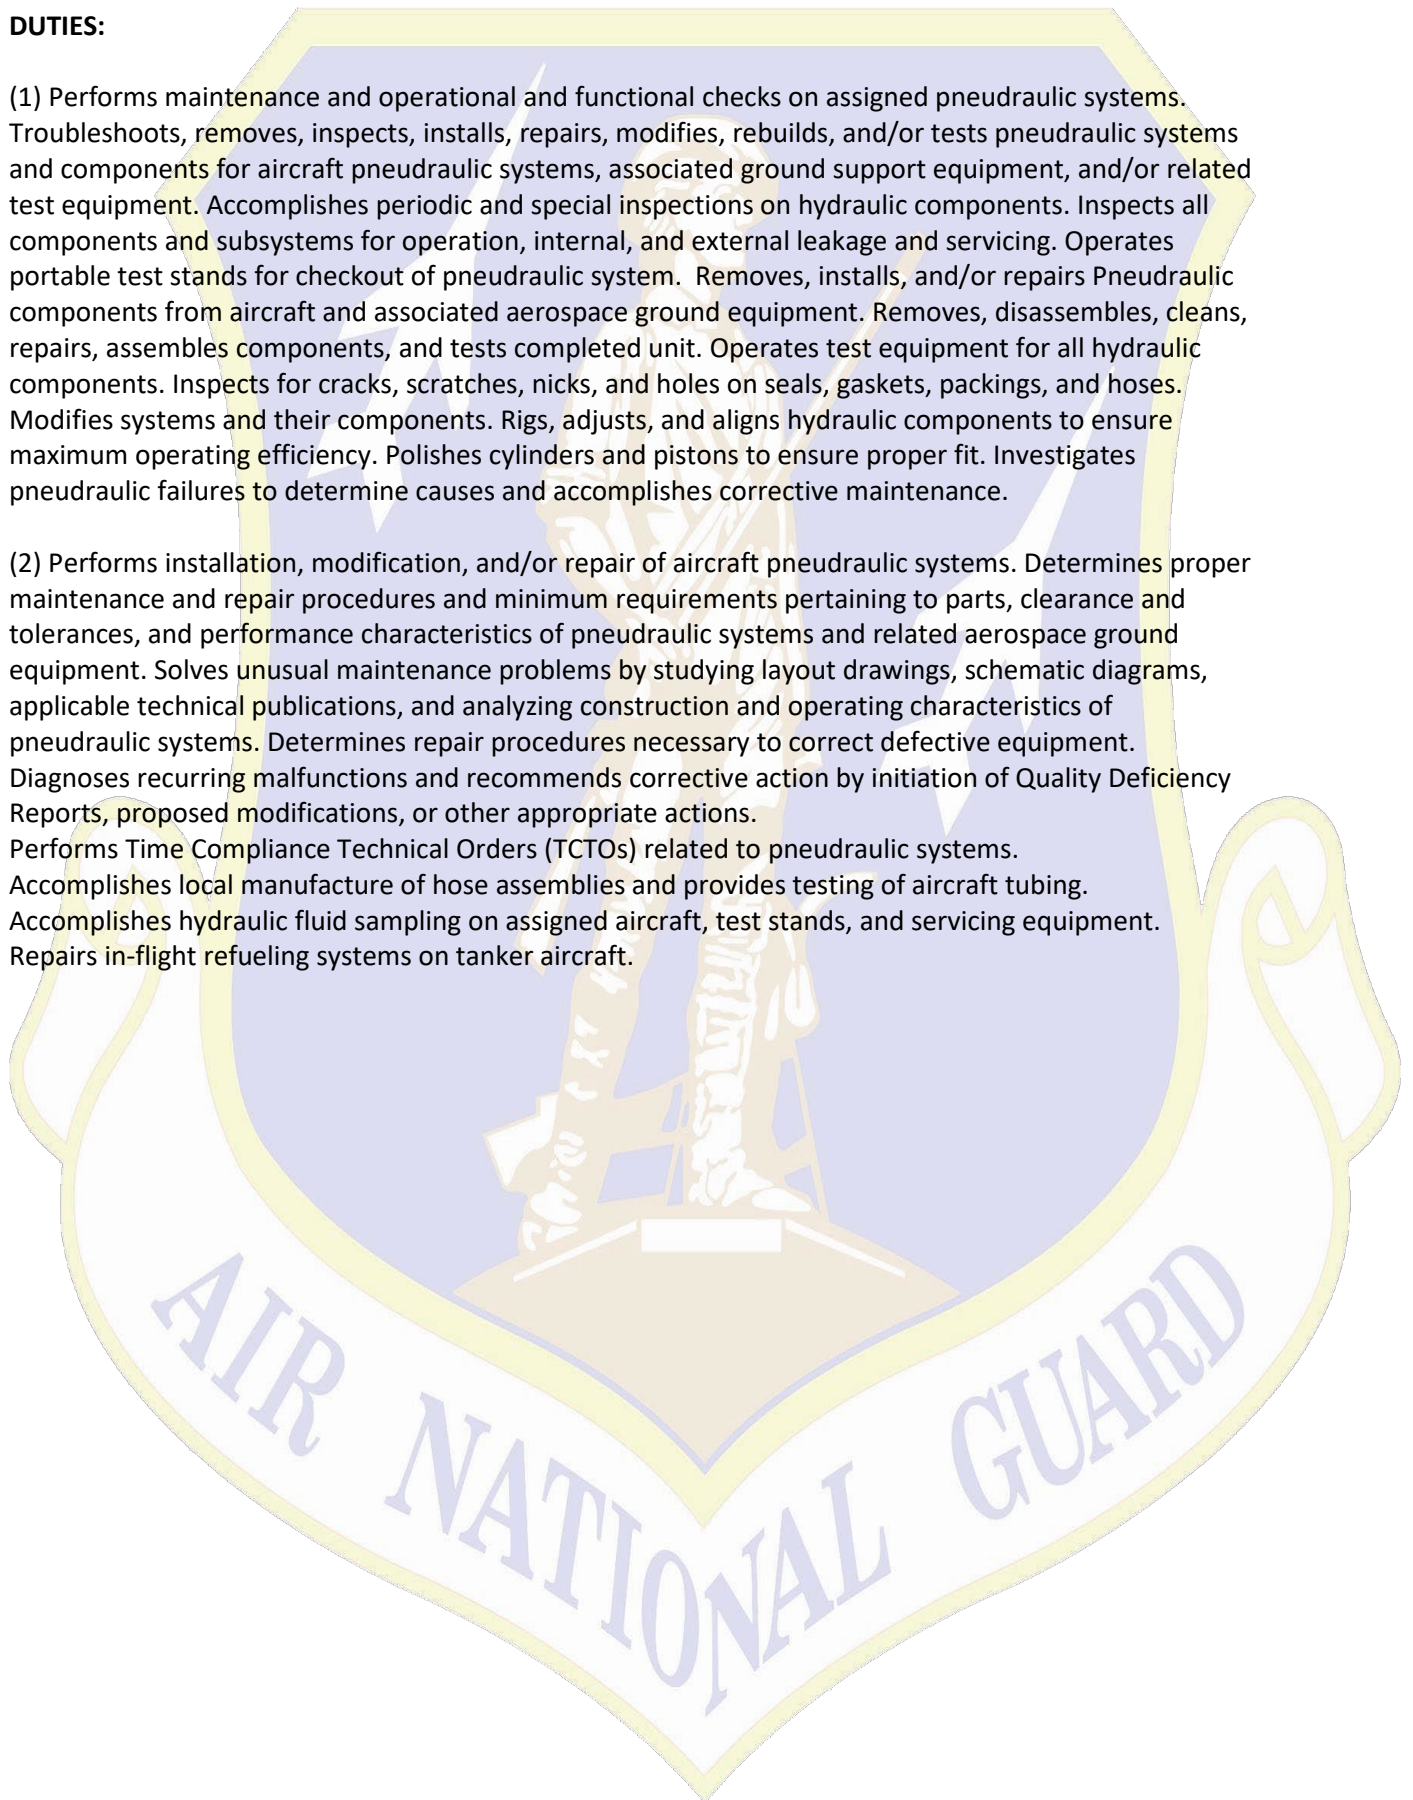 DUTIES:
(1) Performs maintenance and operational and functional checks on assigned pneudraulic systems.
Troubleshoots, removes, inspects, installs, repairs, modifies, rebuilds, and/or tests pneudraulic systems
and components for aircraft pneudraulic systems, associated ground support equipment, and/or related
test equipment. Accomplishes periodic and special inspections on hydraulic components. Inspects all
components and subsystems for operation, internal, and external leakage and servicing. Operates
portable test stands for checkout of pneudraulic system.  Removes, installs, and/or repairs Pneudraulic
components from aircraft and associated aerospace ground equipment. Removes, disassembles, cleans,
repairs, assembles components, and tests completed unit. Operates test equipment for all hydraulic
components. Inspects for cracks, scratches, nicks, and holes on seals, gaskets, packings, and hoses.
Modifies systems and their components. Rigs, adjusts, and aligns hydraulic components to ensure
maximum operating efficiency. Polishes cylinders and pistons to ensure proper fit. Investigates
pneudraulic failures to determine causes and accomplishes corrective maintenance.
(2) Performs installation, modification, and/or repair of aircraft pneudraulic systems. Determines proper
maintenance and repair procedures and minimum requirements pertaining to parts, clearance and
tolerances, and performance characteristics of pneudraulic systems and related aerospace ground
equipment. Solves unusual maintenance problems by studying layout drawings, schematic diagrams,
applicable technical publications, and analyzing construction and operating characteristics of
pneudraulic systems. Determines repair procedures necessary to correct defective equipment.
Diagnoses recurring malfunctions and recommends corrective action by initiation of Quality Deficiency
Reports, proposed modifications, or other appropriate actions.
Performs Time Compliance Technical Orders (TCTOs) related to pneudraulic systems.
Accomplishes local manufacture of hose assemblies and provides testing of aircraft tubing.
Accomplishes hydraulic fluid sampling on assigned aircraft, test stands, and servicing equipment.
Repairs in-flight refueling systems on tanker aircraft.
AIR NATIONAL GUARD